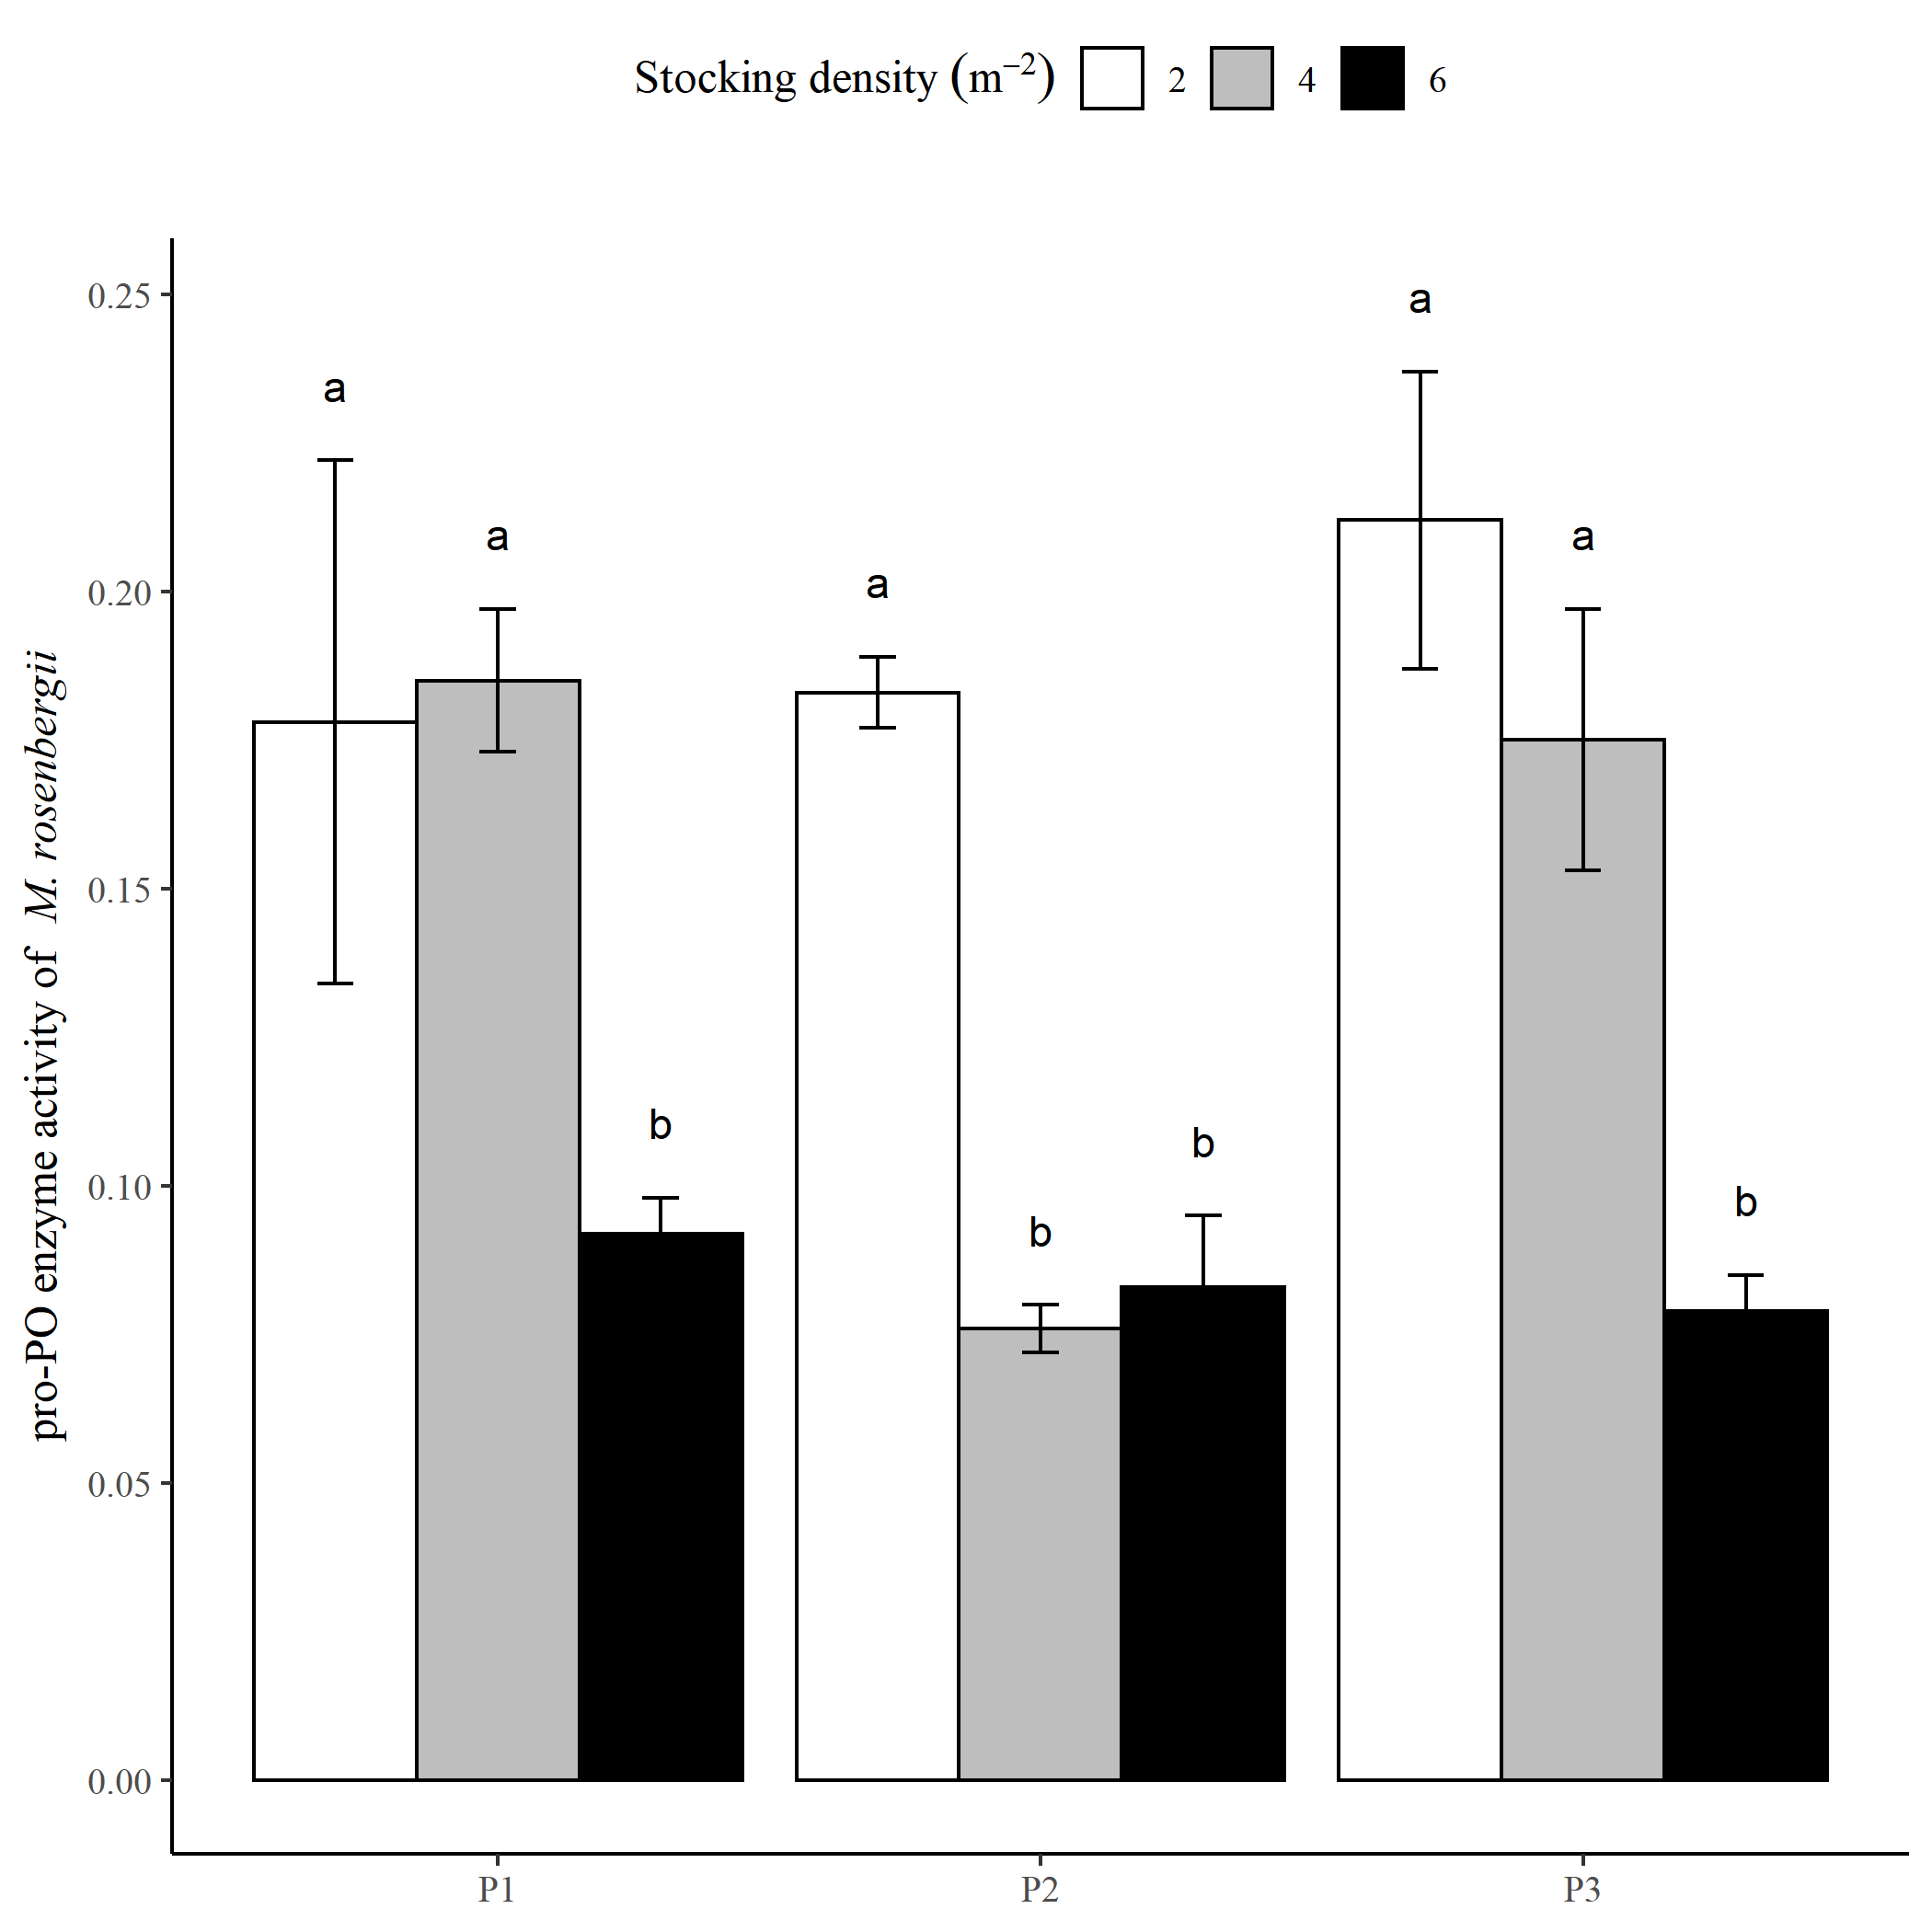 Stocking density (m⁻²) 2 4 6
pro-PO enzyme activity of M. rosenbergii
0.25
0.20
0.15
0.10
0.05
0.00
a
a
b
a
b
b
a
a
b
P1 P2 P3